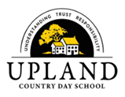 UNDERSTANDING TRUST RESPONSIBILITY
UPLAND
COUNTRY DAY SCHOOL